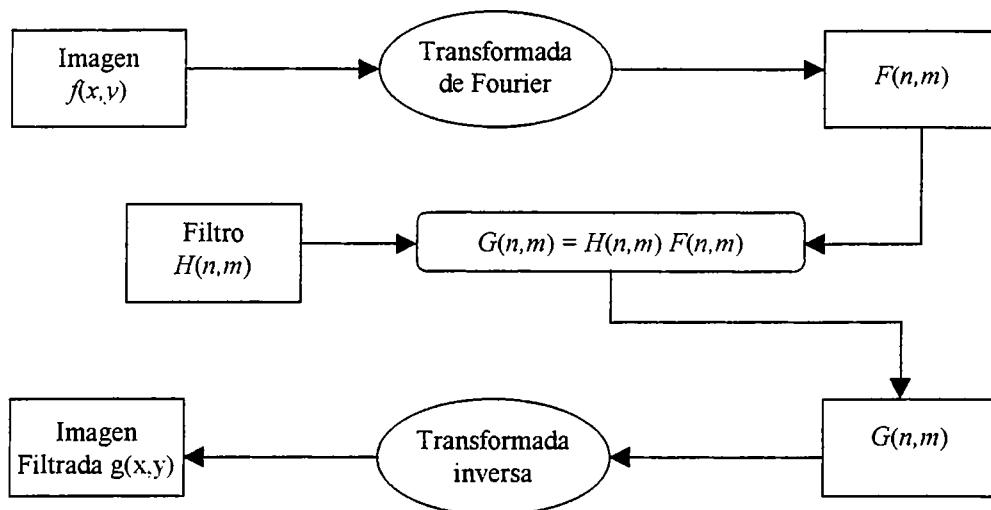 Imagen
f(x,y)
Transformada
de Fourier
F(n,m)
Filtro
H(n,m)
G(n,m) = H(n,m) F(n,m)
Imagen
Filtrada g(x,y)
Transformada
inversa
G(n,m)